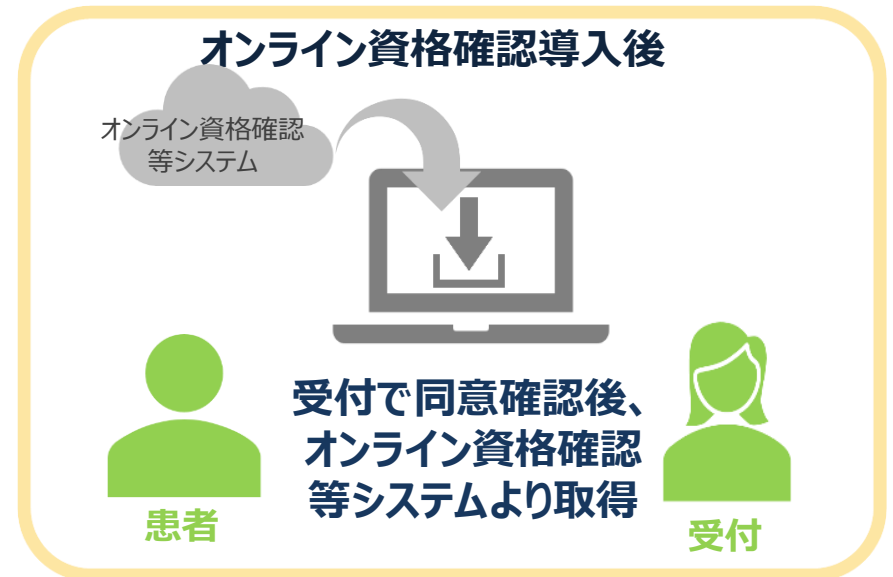 オンライン資格確認導入後
オンライン資格確認
等システム
受付で同意確認後、
オンライン資格確認
等システムより取得
患者
受付